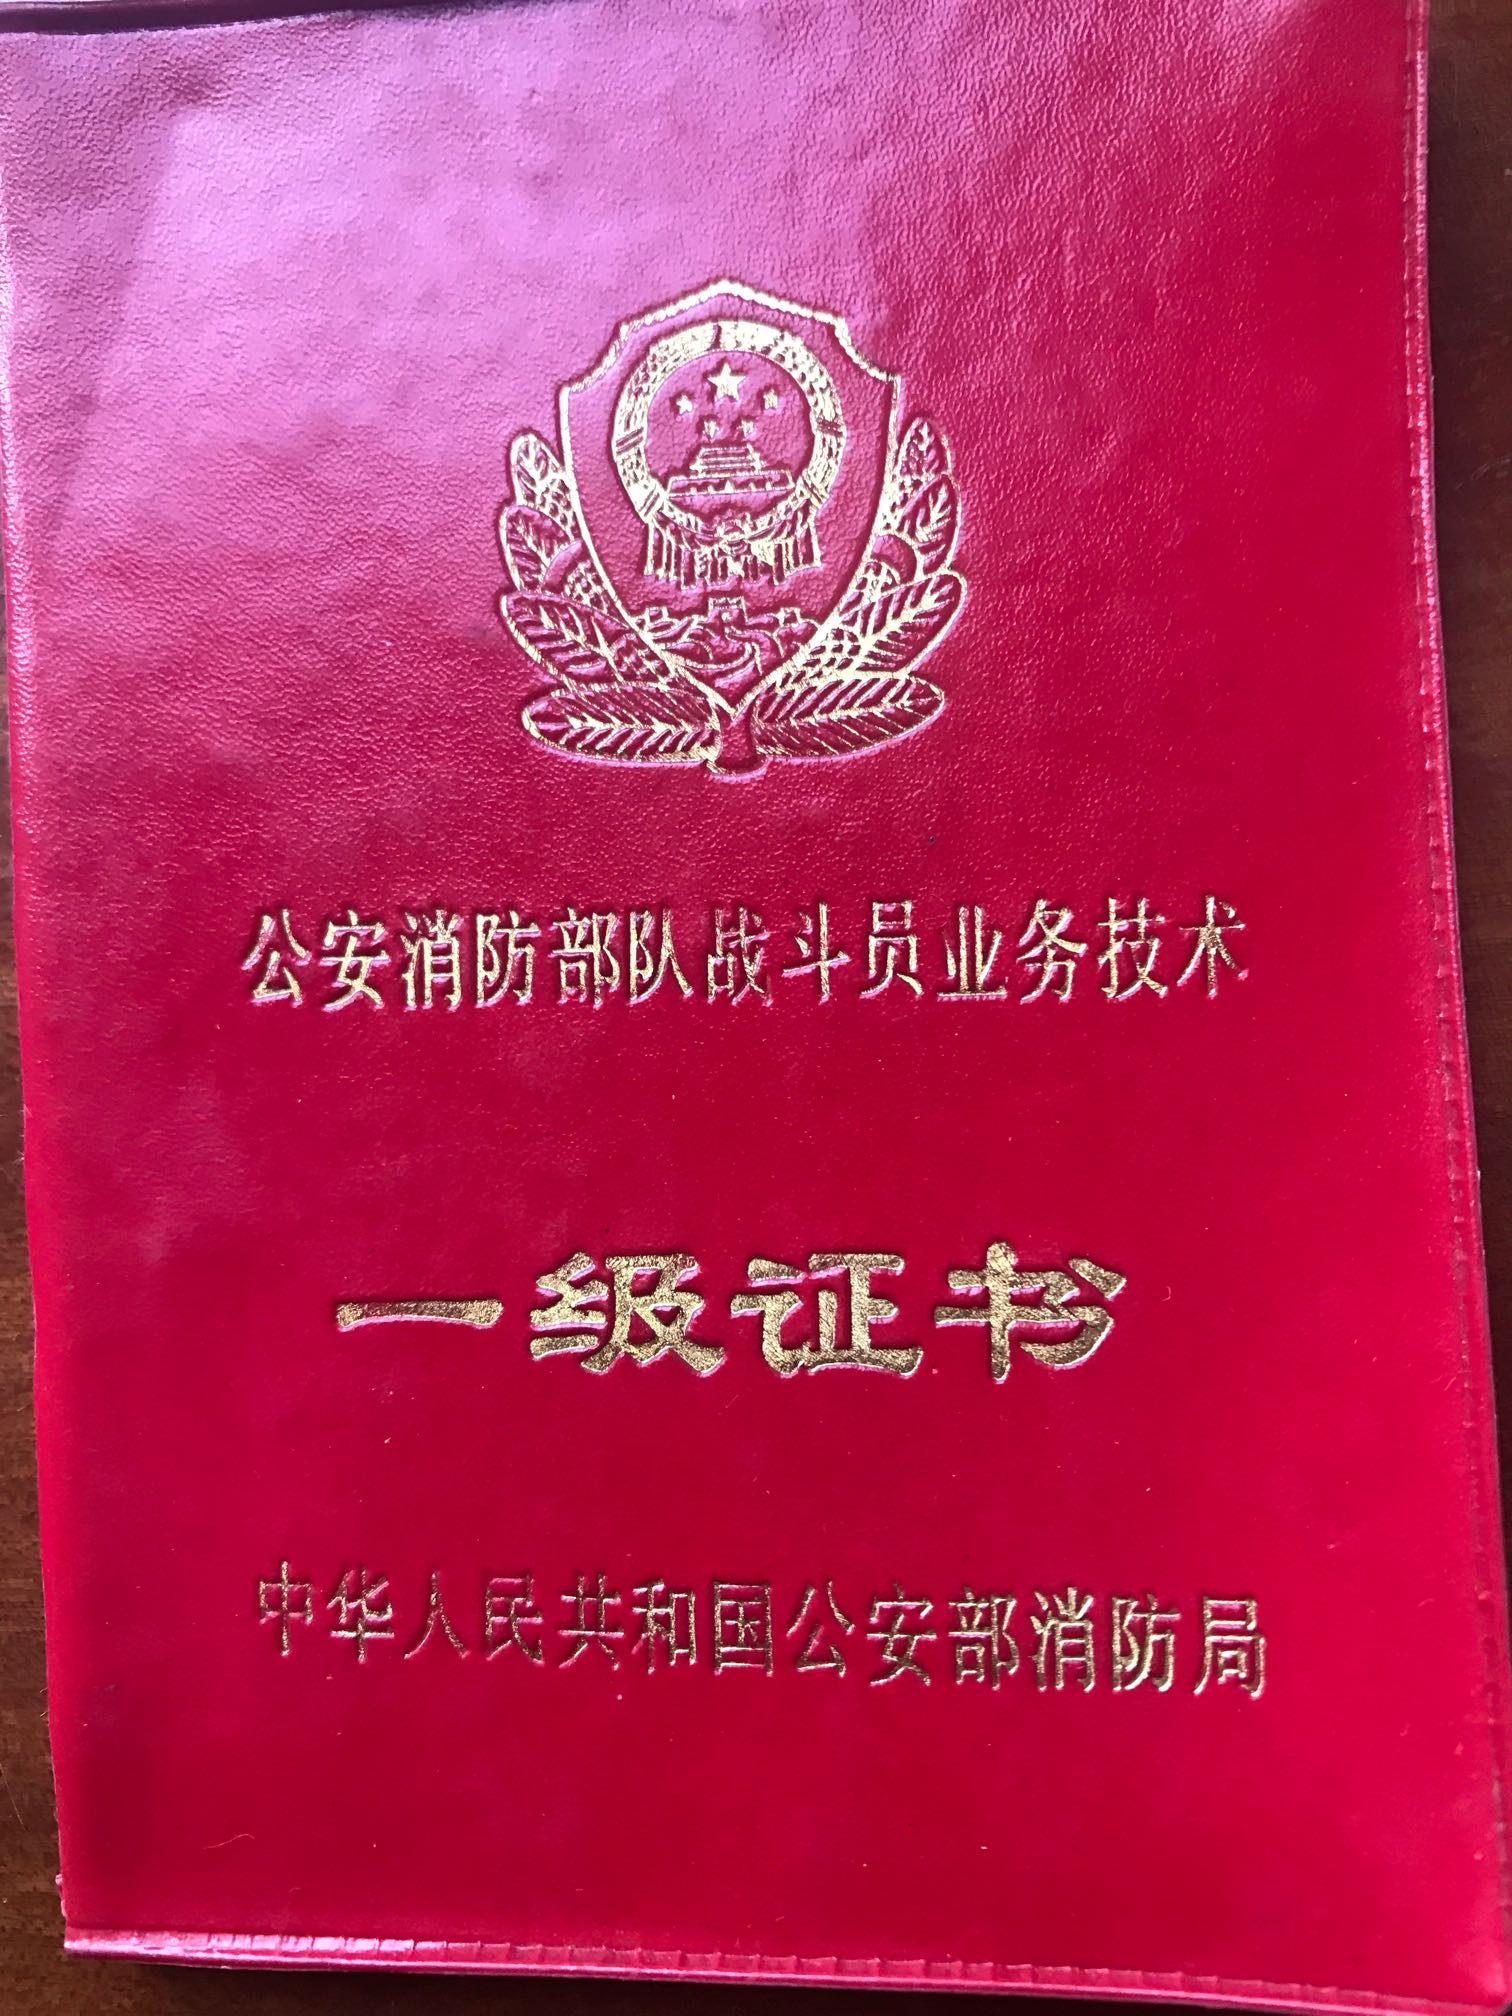 公安消防部队战斗员业务技术
一级证书
中华人民共和国公安部消防局